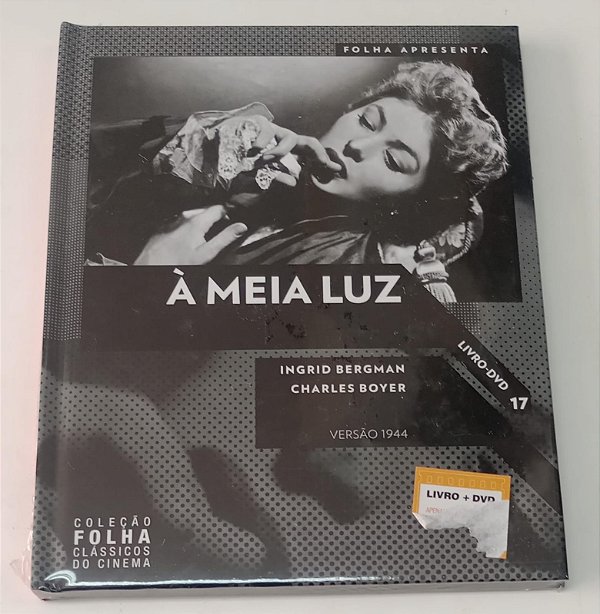 FOLHA APRESENTA
À MEIA LUZ
INGRID BERGMAN
CHARLES BOYER
VERSÃO 1944
LIVRO-DVD
17
LIVRO + DVD
COLEÇÃO
FOLHA
CLÁSSICOS
DO CINEMA